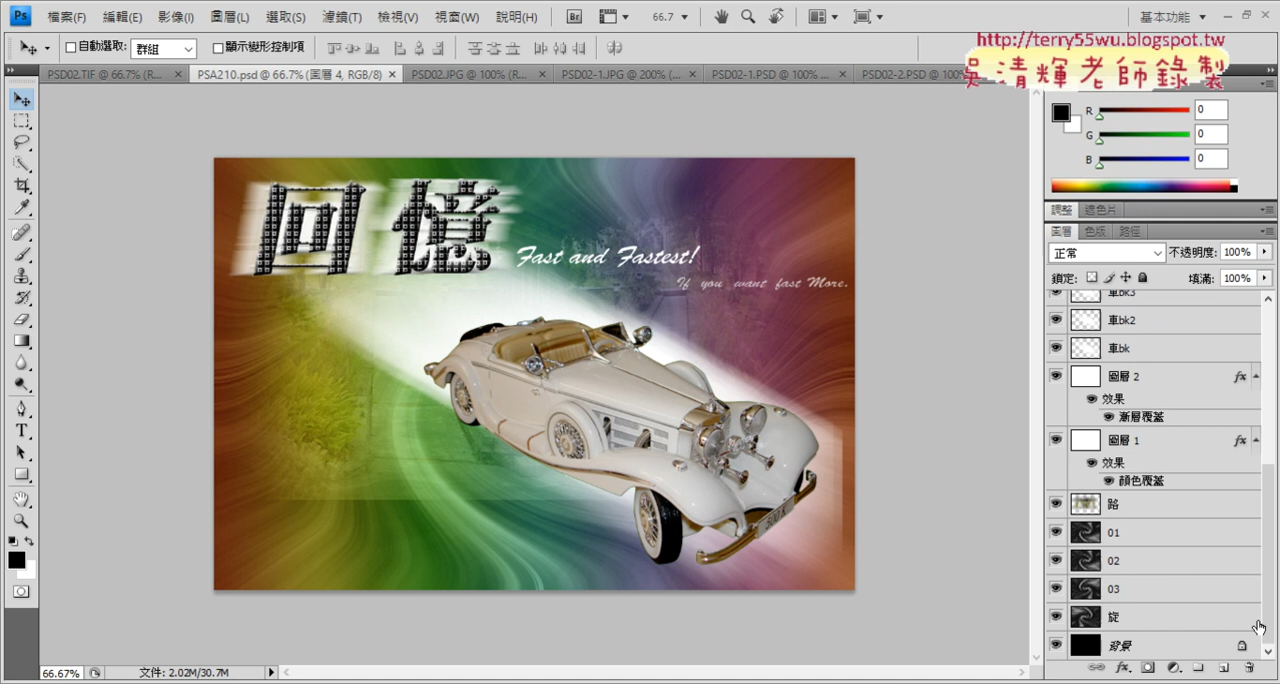 檔案(F) 編輯(E) 影像(I) 圖層(L) 選取(S) 濾鏡(T) 檢視(V) 視窗(W) 說明(H) Br 66.7 基本功能
自動選取: 群組 顯示變形控制項
http://terry55wu.blogspot.tw
吳清輝老師錄製
PSD02.TIF @ 66.7% (R... PSA210.psd @ 66.7% (圖層 4, RGB/8) PSD02.JPG @ 100% (R... PSD02-1.JPG @ 200% (... PSD02-1.PSD @ 100% ... PSD02-2.PSD @ 100%
R 0
G 0
B 0
調整 色票
圖層 色版 路徑
正常 不透明度: 100%
鎖定: 填滿: 100%
回憶
Fast and Fastest!
If you want fast More.
車bk3
車bk2
車bk
圖層 2 fx
效果
漸層覆蓋
圖層 1 fx
效果
顏色覆蓋
路
01
02
03
旋
背景
66.67% 文件: 2.02M/30.7M